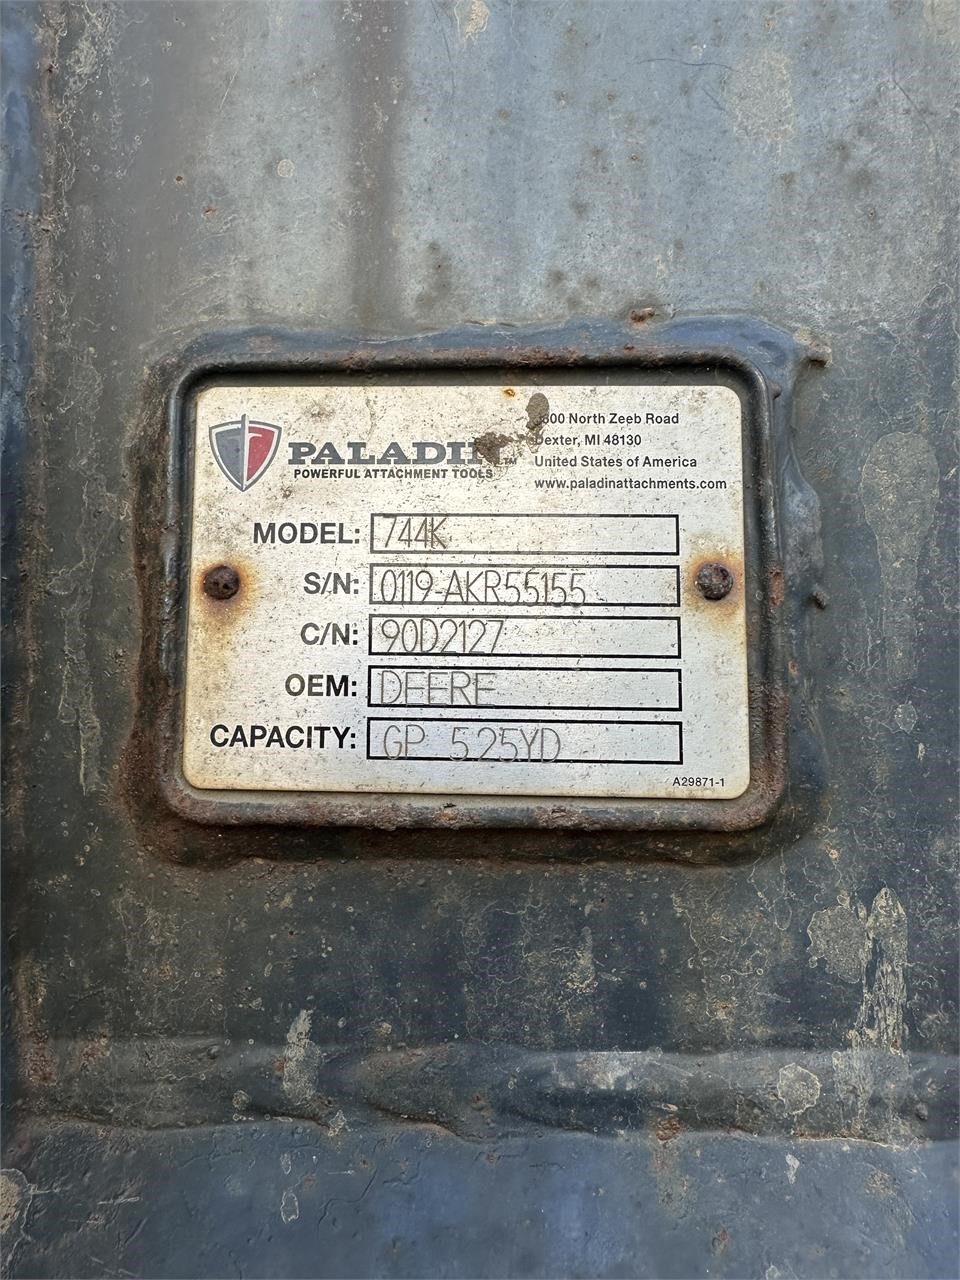 PALADIN
POWERFUL ATTACHMENT TOOLS
North Zeeb Road
Dexter, MI 48130
United States of America
www.paladinattachments.com
MODEL: 744K
S/N: 0119-AKR55155
C/N: 90D2127
OEM: DEERE
CAPACITY: GP 5.25YD
A29871-1